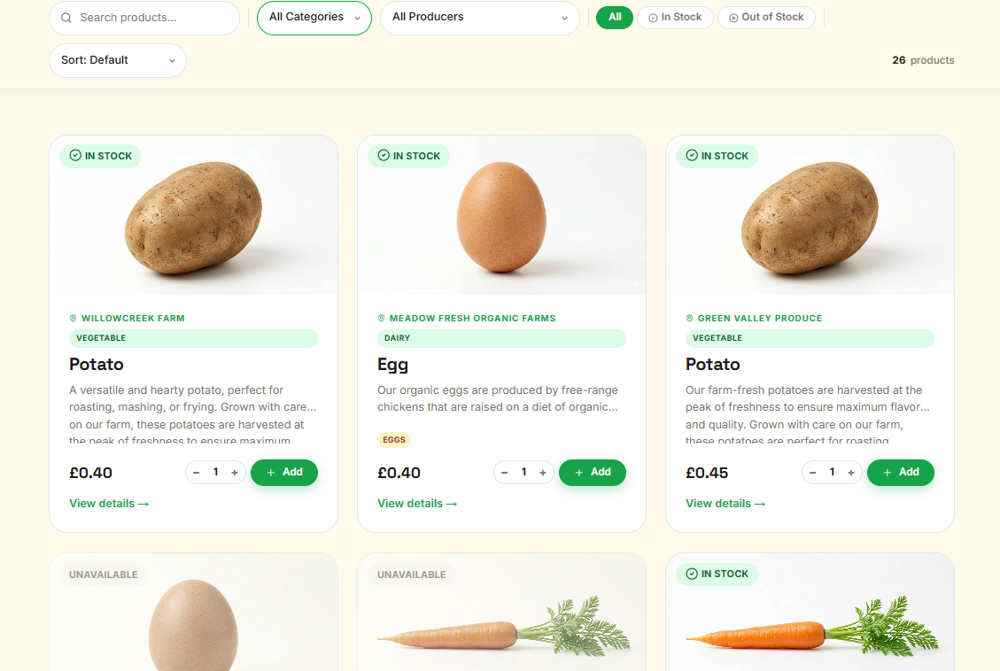 Search products...
All Categories
All Producers
All
In Stock
Out of Stock
Sort: Default
26 products
IN STOCK
WILLOWCREEK FARM
VEGETABLE
Potato
A versatile and hearty potato, perfect for
roasting, mashing, or frying. Grown with care...
on our farm, these potatoes are harvested at
the peak of freshness to ensure maximum
£0.40
− 1 +
+ Add
View details →
IN STOCK
MEADOW FRESH ORGANIC FARMS
DAIRY
Egg
Our organic eggs are produced by free-range
chickens that are raised on a diet of organic...
EGGS
£0.40
− 1 +
+ Add
View details →
IN STOCK
GREEN VALLEY PRODUCE
VEGETABLE
Potato
Our farm-fresh potatoes are harvested at the
peak of freshness to ensure maximum flavor...
and quality. Grown with care on our farm,
these potatoes are perfect for roasting
£0.45
− 1 +
+ Add
View details →
UNAVAILABLE
UNAVAILABLE
IN STOCK